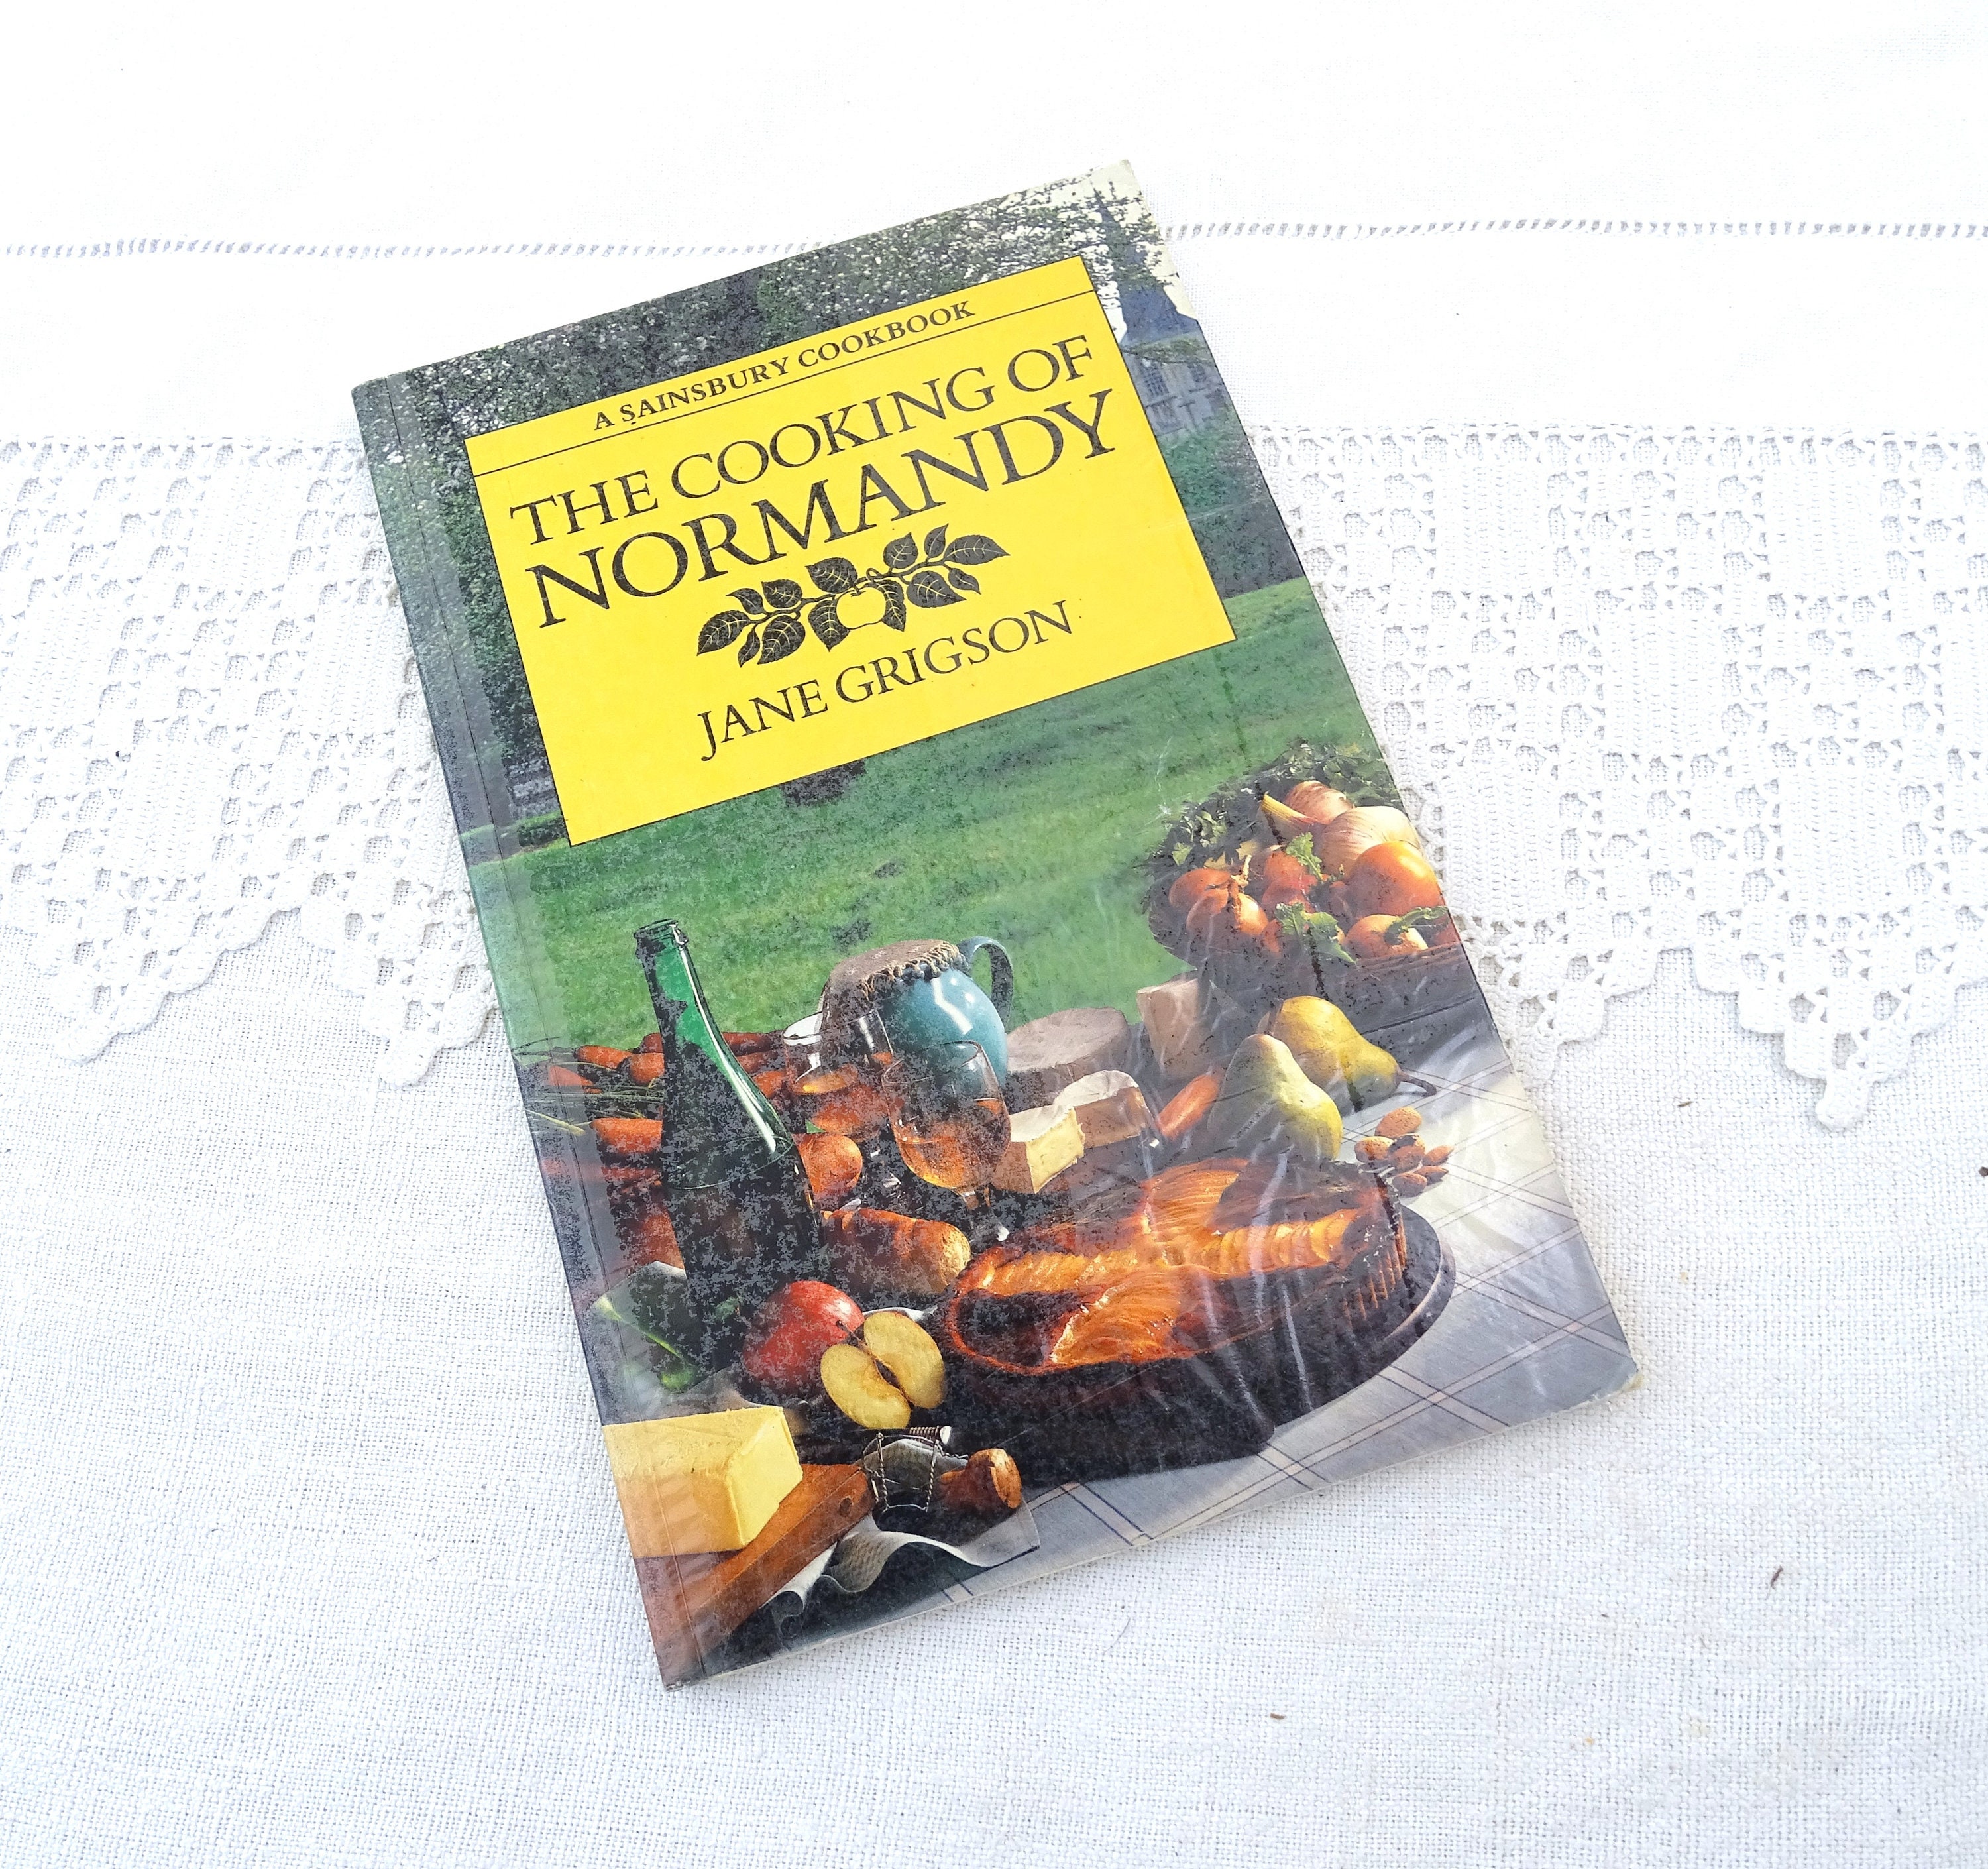 A SAINSBURY COOKBOOK
THE COOKING OF
NORMANDY
JANE GRIGSON